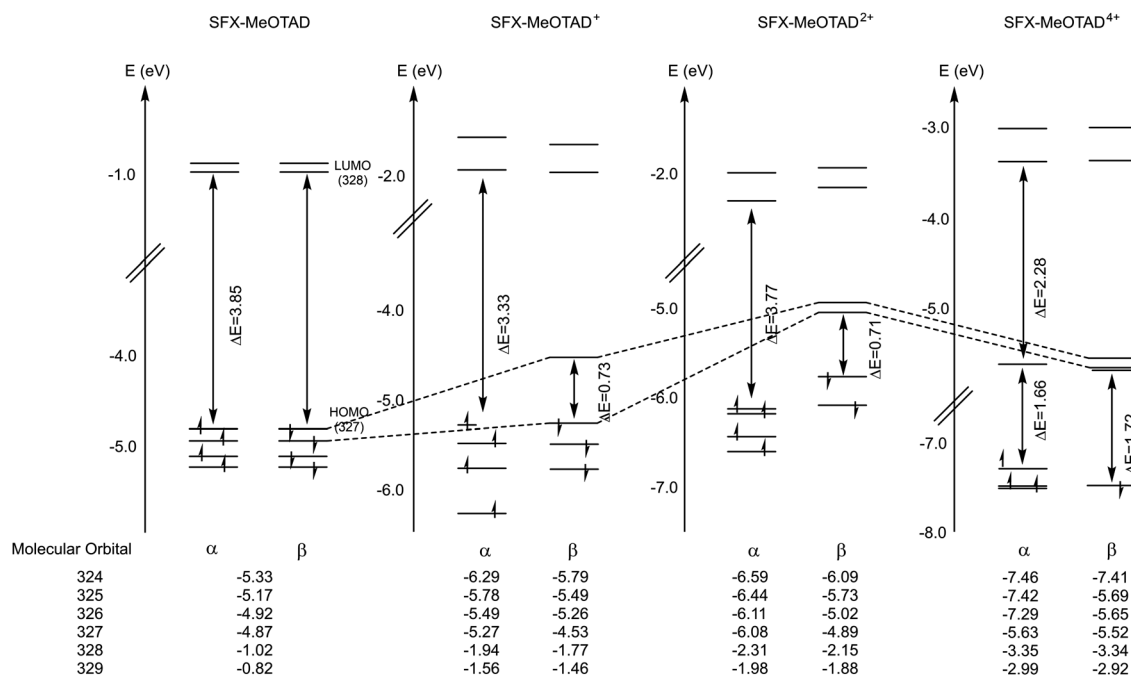 SFX-MeOTAD SFX-MeOTAD+ SFX-MeOTAD2+ SFX-MeOTAD4+
E (eV) E (eV) E (eV) E (eV)
-3.0
LUMO
(328)
-1.0 -2.0 -2.0
-4.0
ΔE=3.85 ΔE=3.33 ΔE=3.77 ΔE=2.28
-4.0 -5.0 -5.0
-4.0
ΔE=0.73 ΔE=0.71
HOMO
(327)
-5.0 -6.0 ΔE=1.66 ΔE=1.72
-5.0 -7.0
-6.0 -7.0
-8.0
Molecular Orbital α β α β α β α β
324 -5.33 -6.29 -5.79 -6.59 -6.09 -7.46 -7.41
325 -5.17 -5.78 -5.49 -6.44 -5.73 -7.42 -5.69
326 -4.92 -5.49 -5.26 -6.11 -5.02 -7.29 -5.65
327 -4.87 -5.27 -4.53 -6.08 -4.89 -5.63 -5.52
328 -1.02 -1.94 -1.77 -2.31 -2.15 -3.35 -3.34
329 -0.82 -1.56 -1.46 -1.98 -1.88 -2.99 -2.92